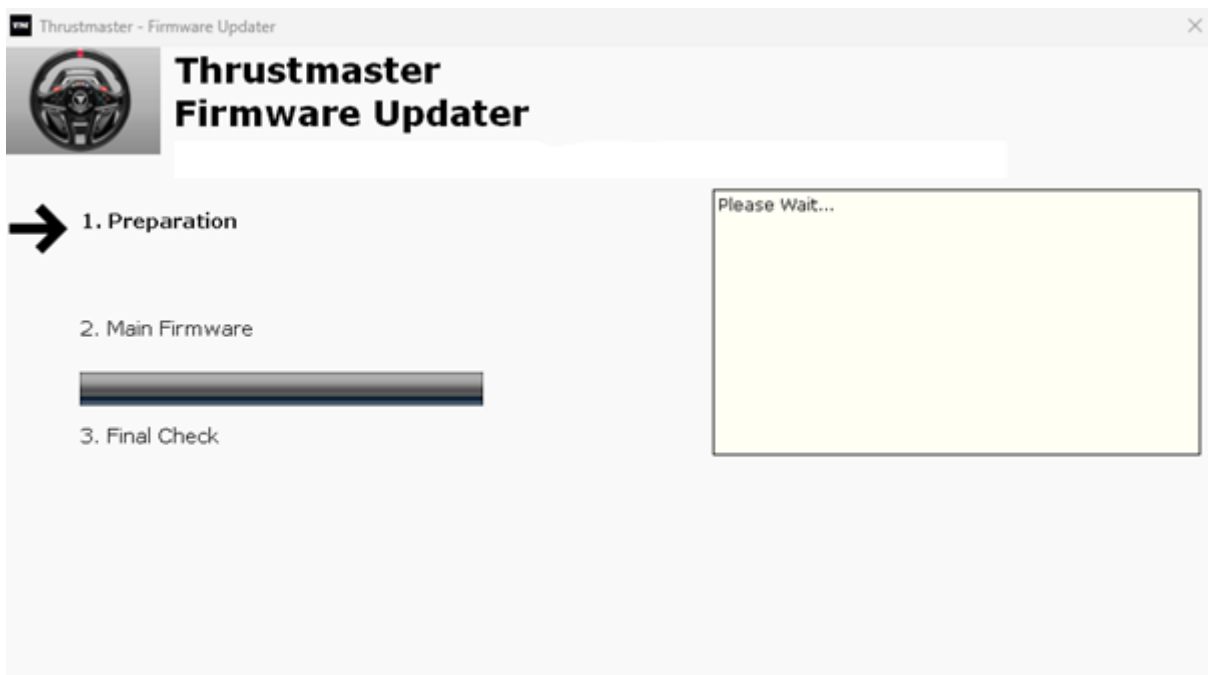 Thrustmaster - Firmware Updater
Thrustmaster
Firmware Updater
1. Preparation
Please Wait...
2. Main Firmware
3. Final Check